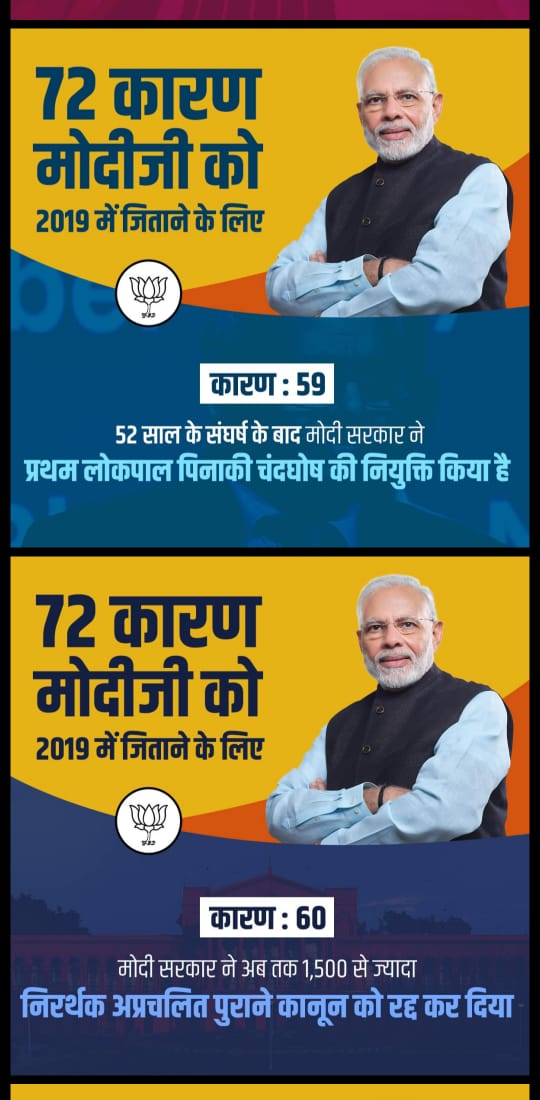 72 कारण
मोदीजी को
2019 में जिताने के लिए
कारण : 59
52 साल के संघर्ष के बाद मोदी सरकार ने
प्रथम लोकपाल पिनाकी चंदघोष की नियुक्ति किया है
72 कारण
मोदीजी को
2019 में जिताने के लिए
कारण : 60
मोदी सरकार ने अब तक 1,500 से ज्यादा
निरर्थक अप्रचलित पुराने कानून को रद्द कर दिया